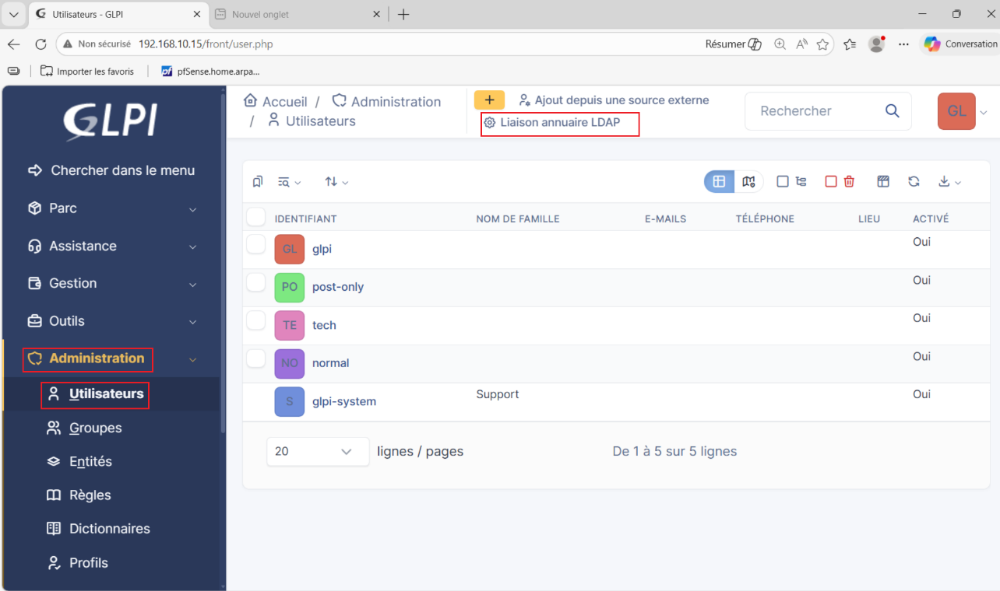 Utilisateurs - GLPI
Nouvel onglet
Non sécurisé 192.168.10.15/front/user.php
Résumer
Conversation
Importer les favoris
pf pfSense.home.arpa...
GLPI
Chercher dans le menu
Parc
Assistance
Gestion
Outils
Administration
Utilisateurs
Groupes
Entités
Règles
Dictionnaires
Profils
Accueil / Administration
/ Utilisateurs
+ Ajout depuis une source externe
Liaison annuaire LDAP
Rechercher
GL
IDENTIFIANT NOM DE FAMILLE E-MAILS TÉLÉPHONE LIEU ACTIVÉ
GL glpi Oui
PO post-only Oui
TE tech Oui
NO normal Oui
S glpi-system Support Oui
20 lignes / pages De 1 à 5 sur 5 lignes